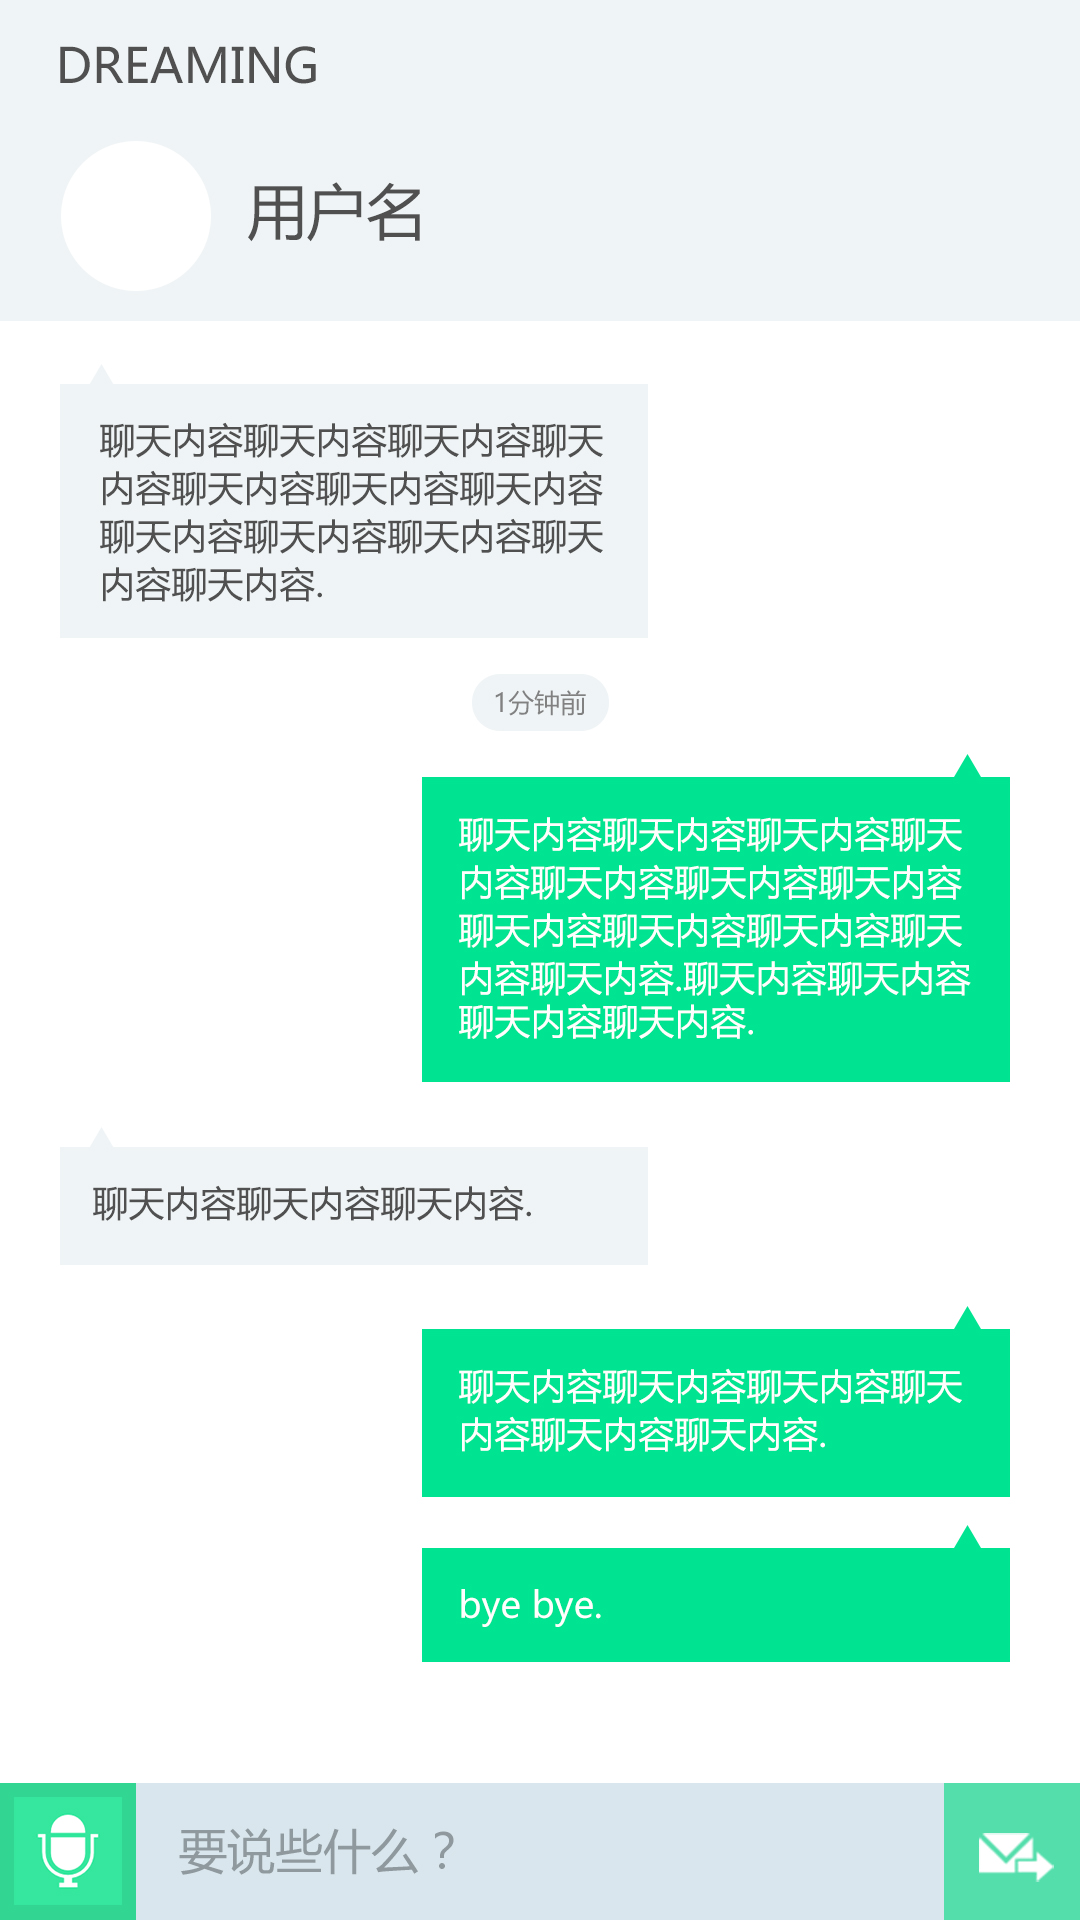 DREAMING
用户名
聊天内容聊天内容聊天内容聊天
内容聊天内容聊天内容聊天内容
聊天内容聊天内容聊天内容聊天
内容聊天内容.
1分钟前
聊天内容聊天内容聊天内容聊天
内容聊天内容聊天内容聊天内容
聊天内容聊天内容聊天内容聊天
内容聊天内容.聊天内容聊天内容
聊天内容聊天内容.
聊天内容聊天内容聊天内容.
聊天内容聊天内容聊天内容聊天
内容聊天内容聊天内容.
bye bye.
要说些什么？